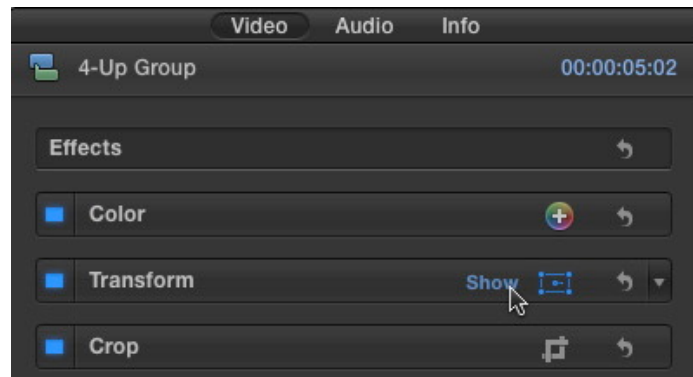 Video Audio Info
4-Up Group 00:00:05:02
Effects
Color
Transform Show
Crop